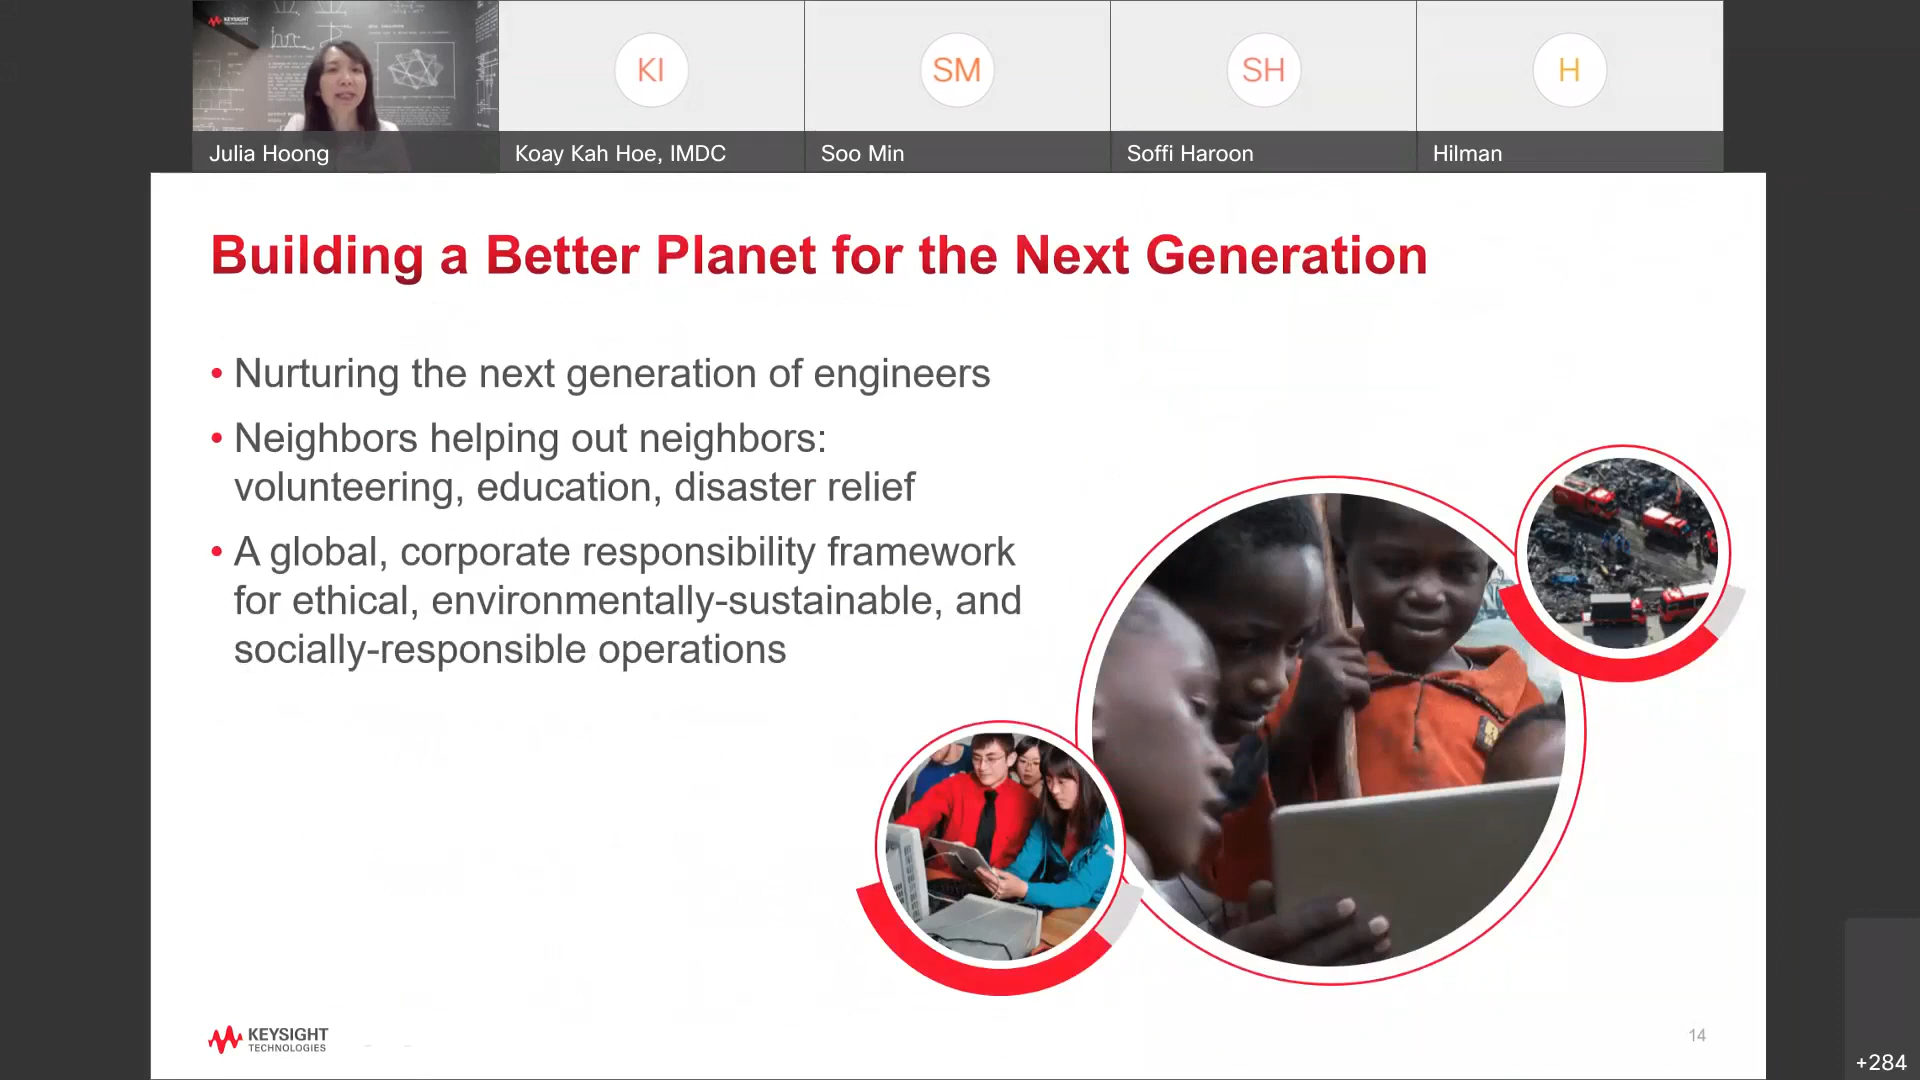 KEYSIGHT
TECHNOLOGIES
KI
SM
SH
H
Julia Hoong
Koay Kah Hoe, IMDC
Soo Min
Soffi Haroon
Hilman
Building a Better Planet for the Next Generation
• Nurturing the next generation of engineers
• Neighbors helping out neighbors:
volunteering, education, disaster relief
• A global, corporate responsibility framework
for ethical, environmentally-sustainable, and
socially-responsible operations
KEYSIGHT
TECHNOLOGIES
14
+284